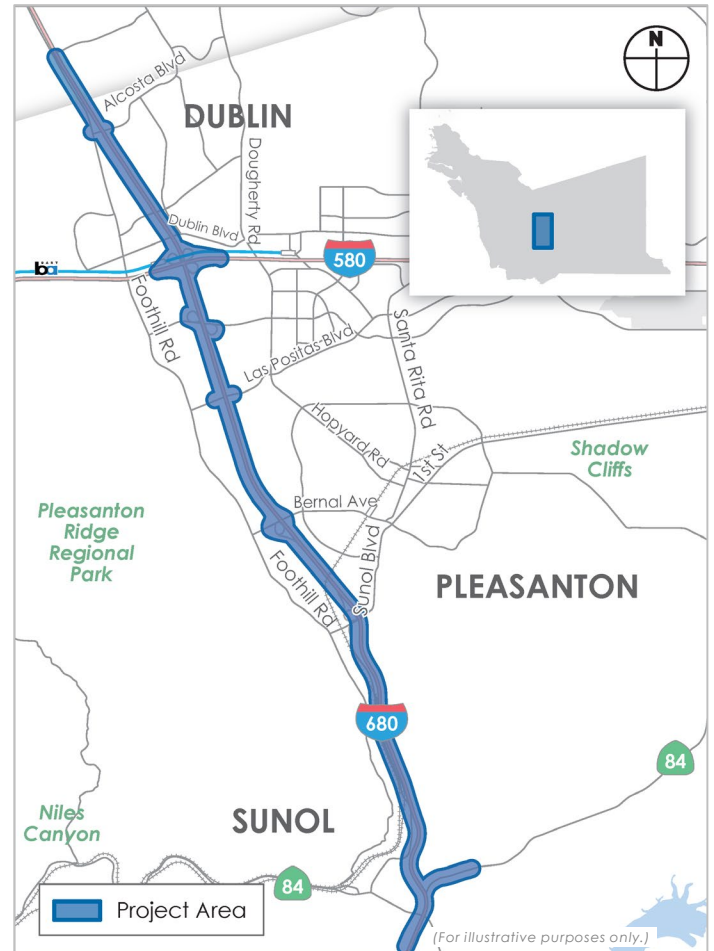 N
Alcosta Blvd
DUBLIN
Dougherty Rd
Dublin Blvd
580
ba
Foothill Rd
Las Positas Blvd
Santa Rita Rd
Hopyard Rd
1st St
Shadow
Cliffs
Bernal Ave
Pleasanton
Ridge
Regional
Park
Foothill Rd
Sunol Blvd
PLEASANTON
680
84
Niles
Canyon
SUNOL
84
Project Area
(For illustrative purposes only.)